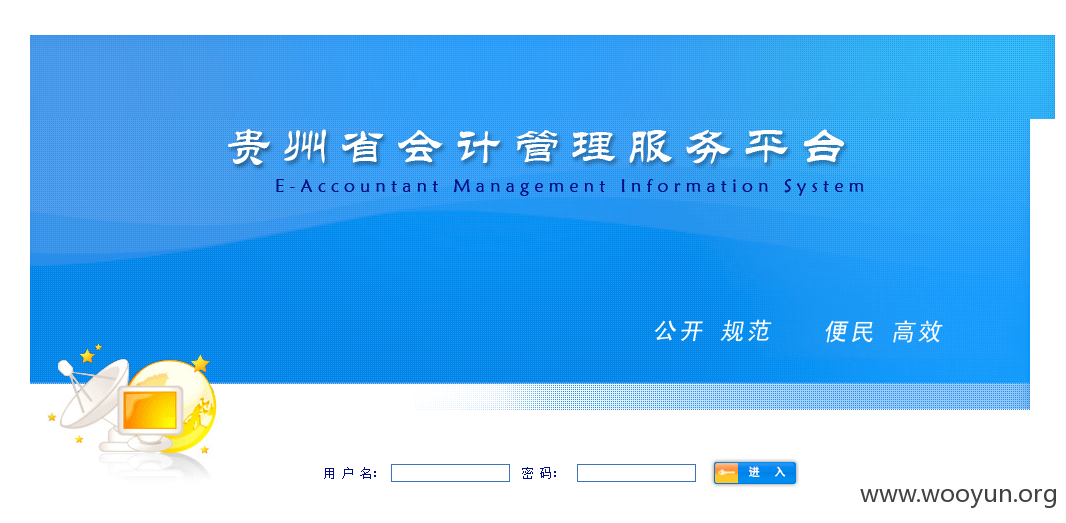 贵州省会计管理服务平台
E-Accountant Management Information System
公开 规范 便民 高效
用户名: 密码: 进 入
www.wooyun.org